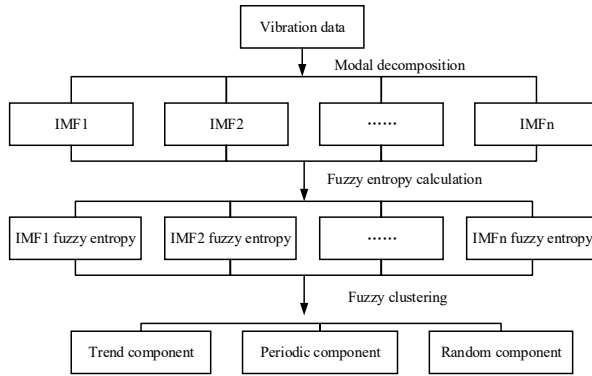 Vibration data
Modal decomposition
IMF1 IMF2 ...... IMFn
Fuzzy entropy calculation
IMF1 fuzzy entropy IMF2 fuzzy entropy ...... IMFn fuzzy entropy
Fuzzy clustering
Trend component Periodic component Random component